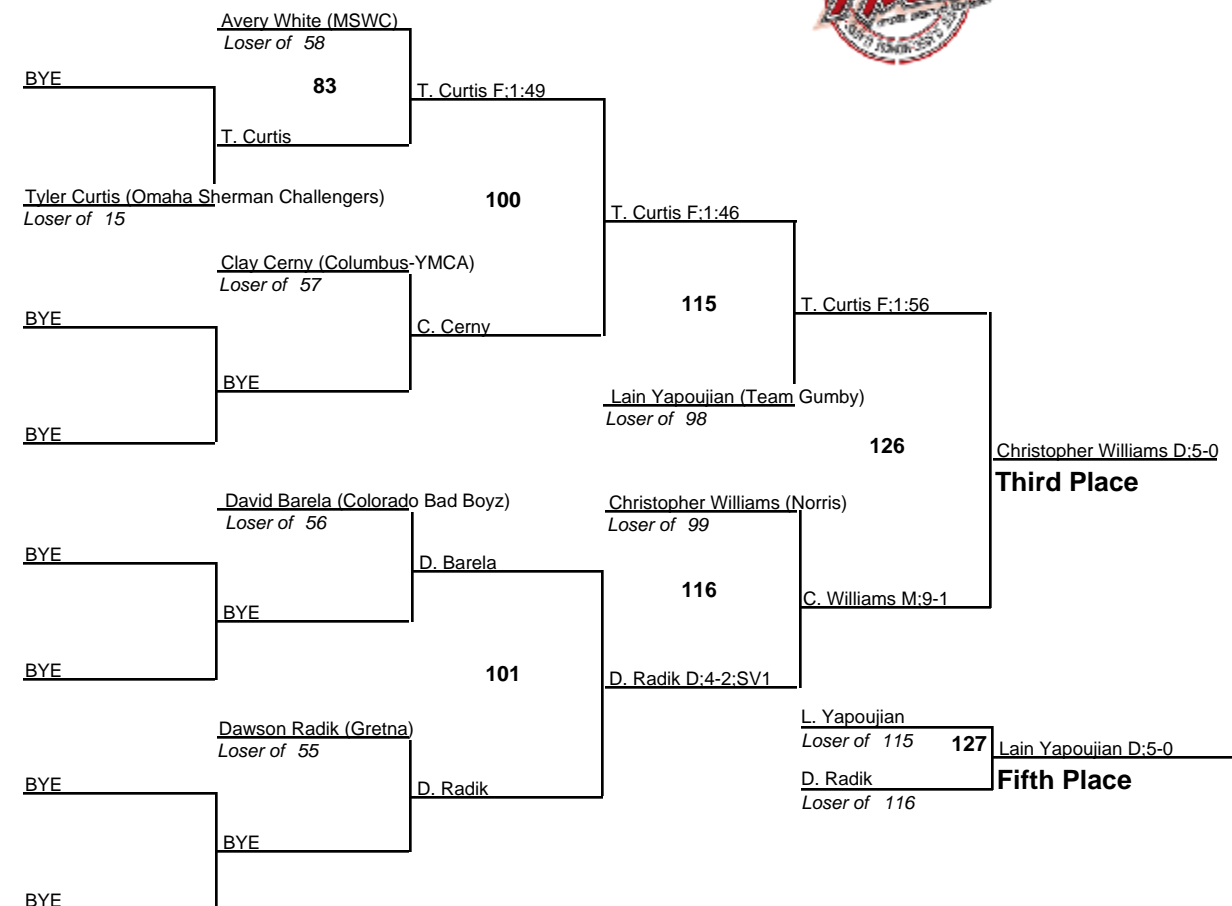 Avery White (MSWC)
Loser of 58
BYE
83
T. Curtis F;1:49
T. Curtis
Tyler Curtis (Omaha Sherman Challengers)
Loser of 15
100
T. Curtis F;1:46
Clay Cerny (Columbus-YMCA)
Loser of 57
BYE
115
T. Curtis F;1:56
C. Cerny
BYE
Lain Yapoujian (Team Gumby)
Loser of 98
BYE
126
Christopher Williams D;5-0
Third Place
David Barela (Colorado Bad Boyz)
Loser of 56
Christopher Williams (Norris)
Loser of 99
BYE
D. Barela
116
C. Williams M;9-1
BYE
BYE
101
D. Radik D;4-2;SV1
Dawson Radik (Gretna)
Loser of 55
L. Yapoujian
Loser of 115
127
Lain Yapoujian D;5-0
Fifth Place
BYE
D. Radik
D. Radik
Loser of 116
BYE
BYE